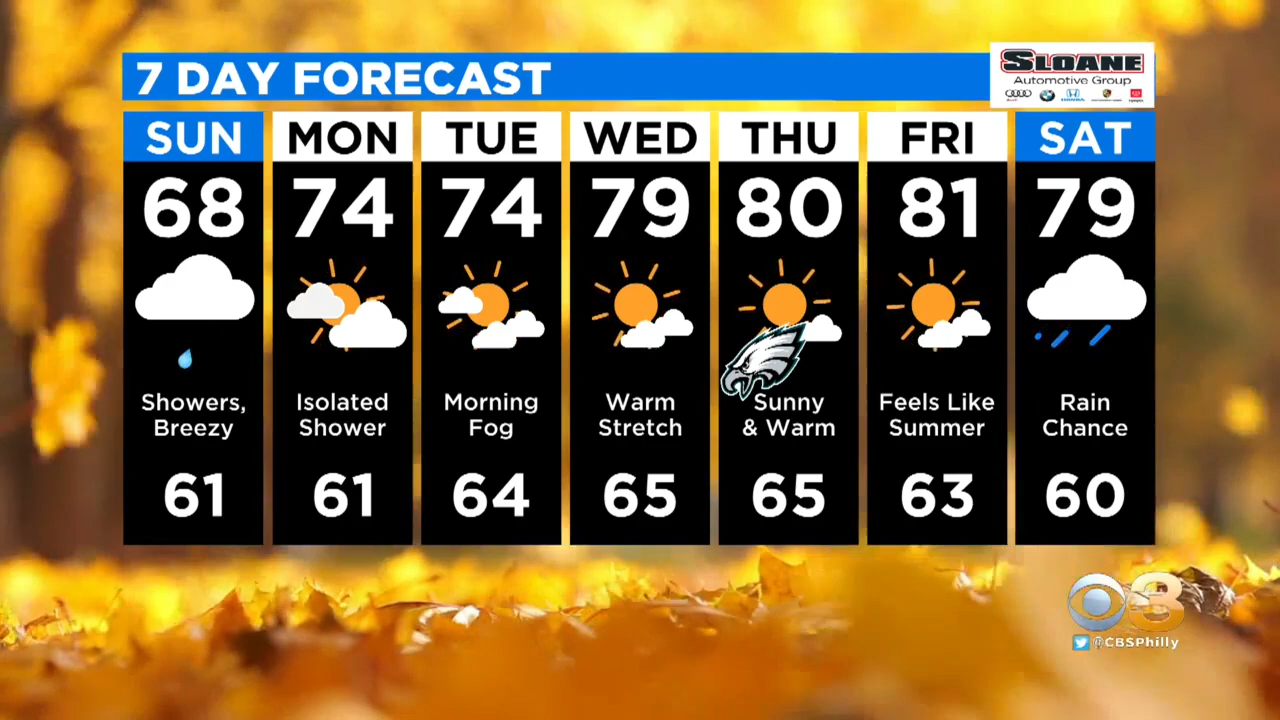 7 DAY FORECAST
SLOANE
Automotive Group
SUN MON TUE WED THU FRI SAT
68 74 74 79 80 81 79
Showers, Breezy
Isolated Shower
Morning Fog
Warm Stretch
Sunny & Warm
Feels Like Summer
Rain Chance
61 61 64 65 65 63 60
3
@CBSPhilly